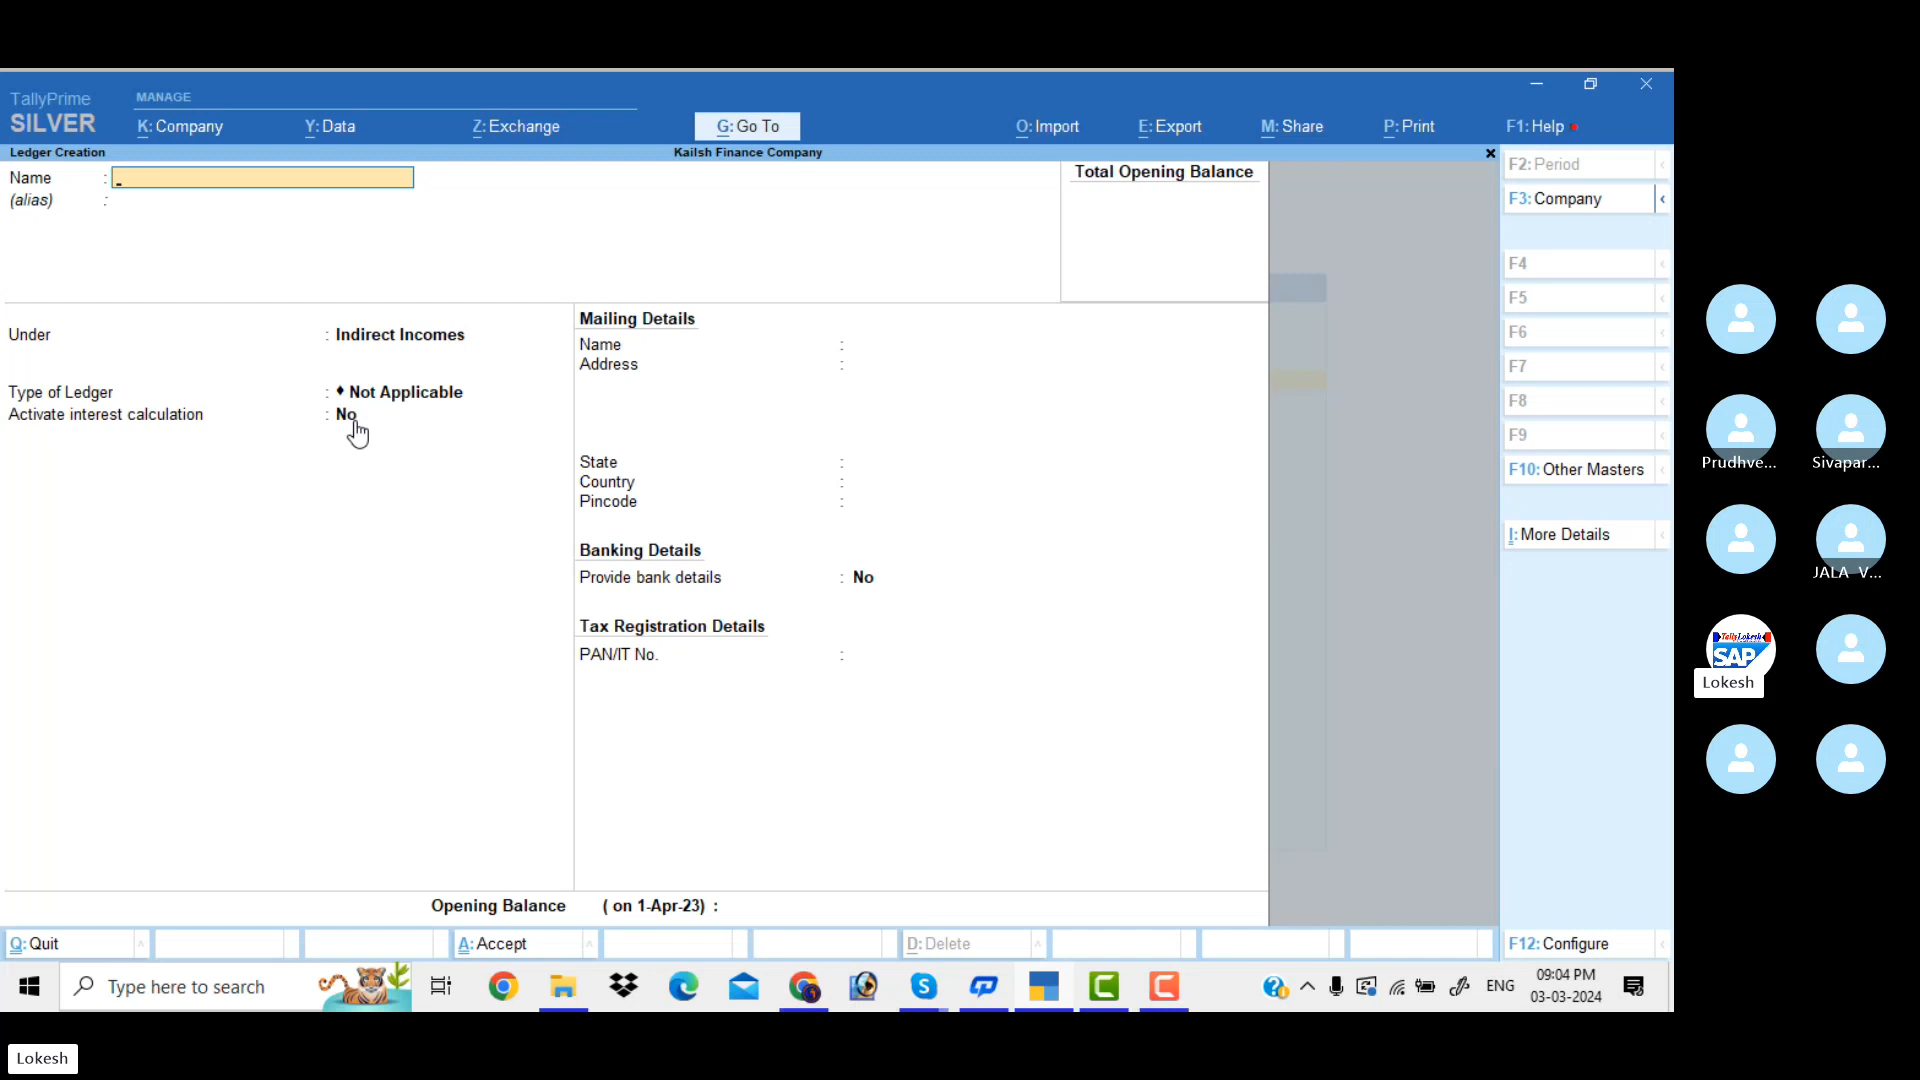 TallyPrime
SILVER
MANAGE
K: Company
Y: Data
Z: Exchange
G: Go To
O: Import
E: Export
M: Share
P: Print
F1: Help
Ledger Creation
Kailsh Finance Company
Name :
(alias) :
Total Opening Balance
Under : Indirect Incomes
Type of Ledger : ♦ Not Applicable
Activate interest calculation : No
Mailing Details
Name :
Address :
State :
Country :
Pincode :
Banking Details
Provide bank details : No
Tax Registration Details
PAN/IT No. :
Opening Balance ( on 1-Apr-23) :
F2: Period
F3: Company
F4
F5
F6
F7
F8
F9
F10: Other Masters
I: More Details
F12: Configure
Q: Quit
A: Accept
D: Delete
Type here to search
ENG
09:04 PM
03-03-2024
Prudhve...
Sivapar...
JALA V...
TallyLokesh
SAP
Lokesh
Lokesh